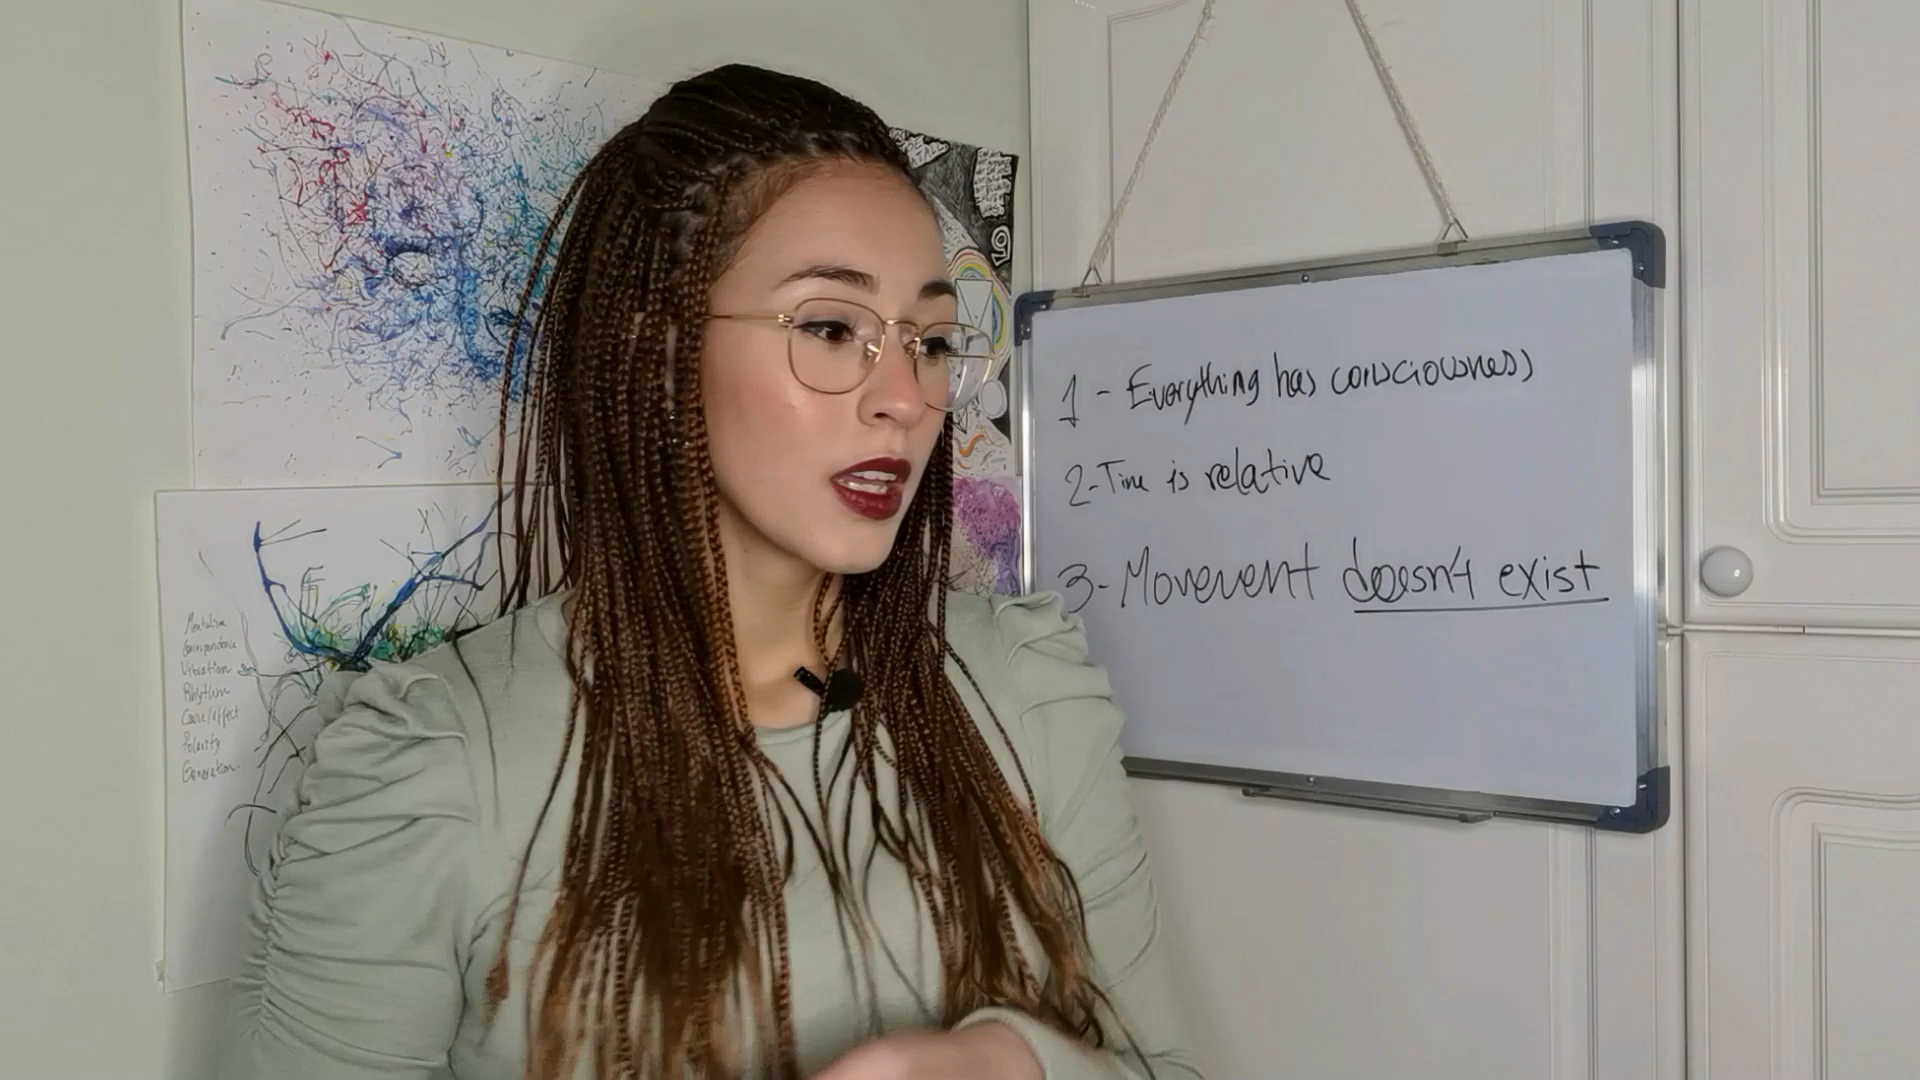 1 - Everything has consciousness
2-Time is relative
3-Movement doesn't exist
Mentalism
Correspondence
Vibration
Rhythm
Cause/effect
Polarity
Generation.